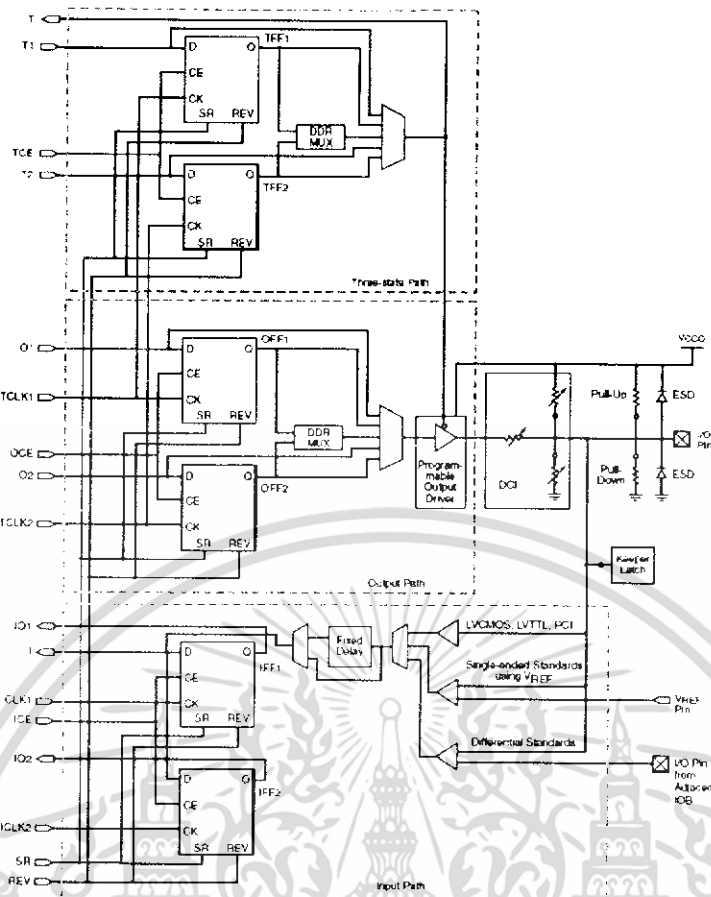 T
T1
D
Q
TFF1
CE
CK
SR
REV
DDR
MUX
TCE
T2
D
Q
TFF2
CE
CK
SR
REV
Three-state Path
O1
D
Q
OFF1
CE
TCLK1
CK
SR
REV
DDR
MUX
OCE
O2
D
Q
OFF2
CE
TCLK2
CK
SR
REV
Output Path
Program-
mable
Output
Driver
DCI
VCCO
Pull-Up
ESD
I/O
Pin
Pull-
Down
ESD
Keeper
Latch
IQ1
I
D
Q
IFF1
CE
CLK1
CK
ICE
SR
REV
Fixed
Delay
LVCMOS, LVTTL, PCI
Single-ended Standards
using VREF
VREF
Pin
Differential Standards
I/O Pin
from
Adjacent
IOB
IQ2
D
Q
IFF2
CE
ICLK2
CK
SR
REV
SR
REV
Input Path